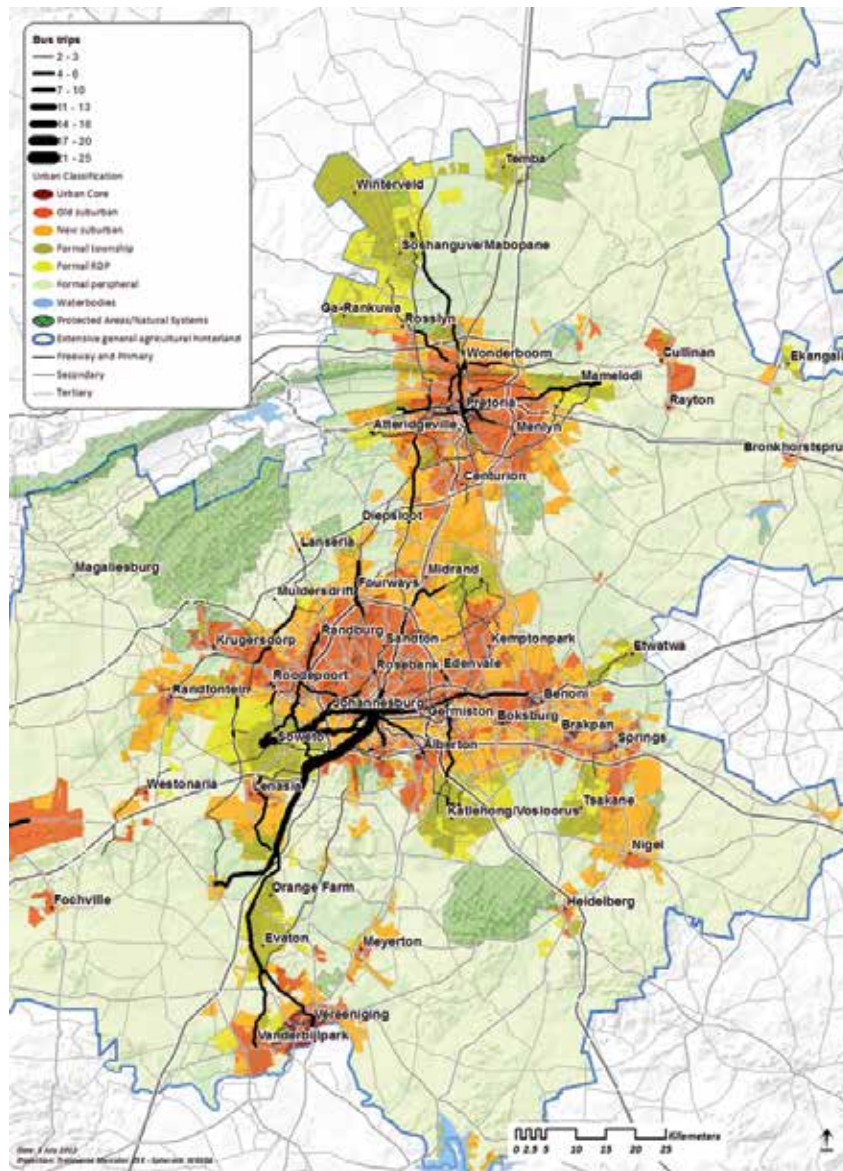 Bus trips
2 - 3
4 - 6
7 - 10
11 - 13
14 - 16
17 - 20
21 - 25
Urban Classification
Urban Core
Old suburban
New suburban
Formal township
Formal RDP
Formal peripheral
Waterbodies
Protected Areas/Natural Systems
Extensive general agricultural hinterland
Freeway and Primary
Secondary
Tertiary
Temba
Winterveld
Soshanguve/Mabopane
Ga-Rankuwa
Rosslyn
Wonderboom
Cullinan
Ekangala
Mamelodi
Pretoria
Rayton
Atteridgeville
Menlyn
Bronkhorstspru
Centurion
Diepsloot
Lanseria
Magaliesburg
Midrand
Fourways
Muldersdrift
Randburg
Sandton
Krugersdorp
Kemptonpark
Etwatwa
Rosebank
Edenvale
Roodepoort
Randfontein
Benoni
Johannesburg
Germiston
Boksburg
Brakpan
Soweto
Springs
Alberton
Westonaria
Lenasia
Katlehong/Vosloorus
Tsakane
Nigel
Orange Farm
Fochville
Heidelberg
Evaton
Meyerton
Vereeniging
Vanderbijlpark
Kilometers
0 2.5 5 10 15 20 25